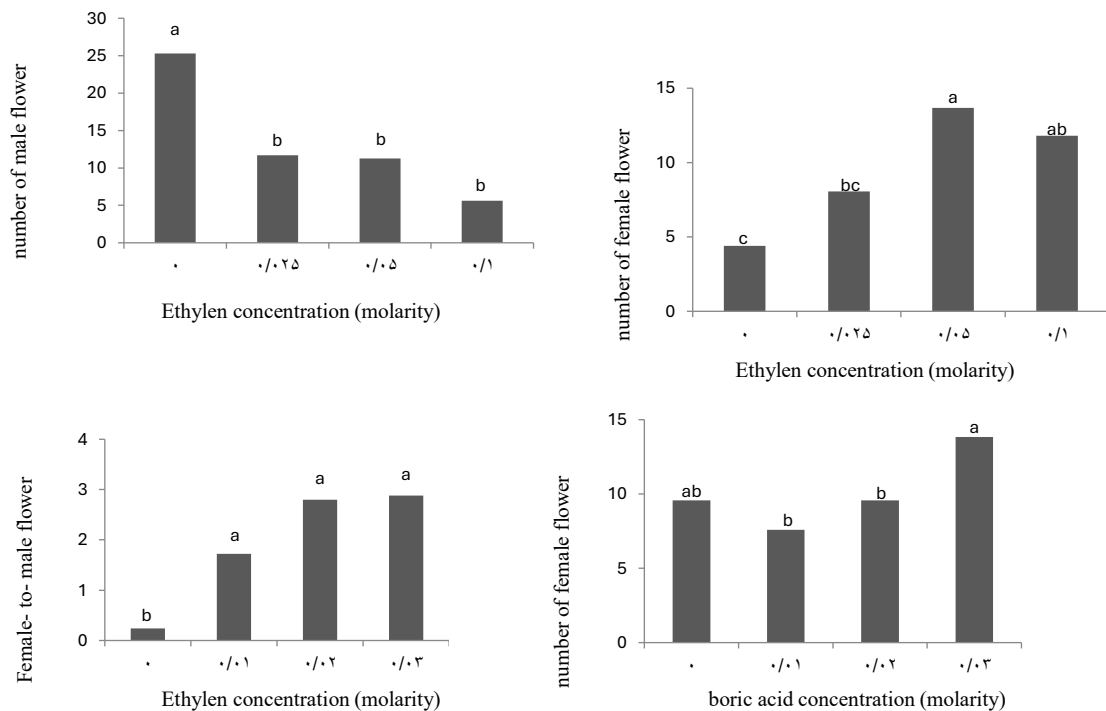 number of male flower
30
25
20
15
10
5
0
a
b
b
b
۰
۰/۰۲۵
۰/۰۵
۰/۱
Ethylen concentration (molarity)
number of female flower
15
10
5
0
c
bc
a
ab
۰
۰/۰۲۵
۰/۰۵
۰/۱
Ethylen concentration (molarity)
Female- to- male flower
4
3
2
1
0
b
a
a
a
۰
۰/۰۱
۰/۰۲
۰/۰۳
Ethylen concentration (molarity)
number of female flower
15
10
5
0
ab
b
b
a
۰
۰/۰۱
۰/۰۲
۰/۰۳
boric acid concentration (molarity)